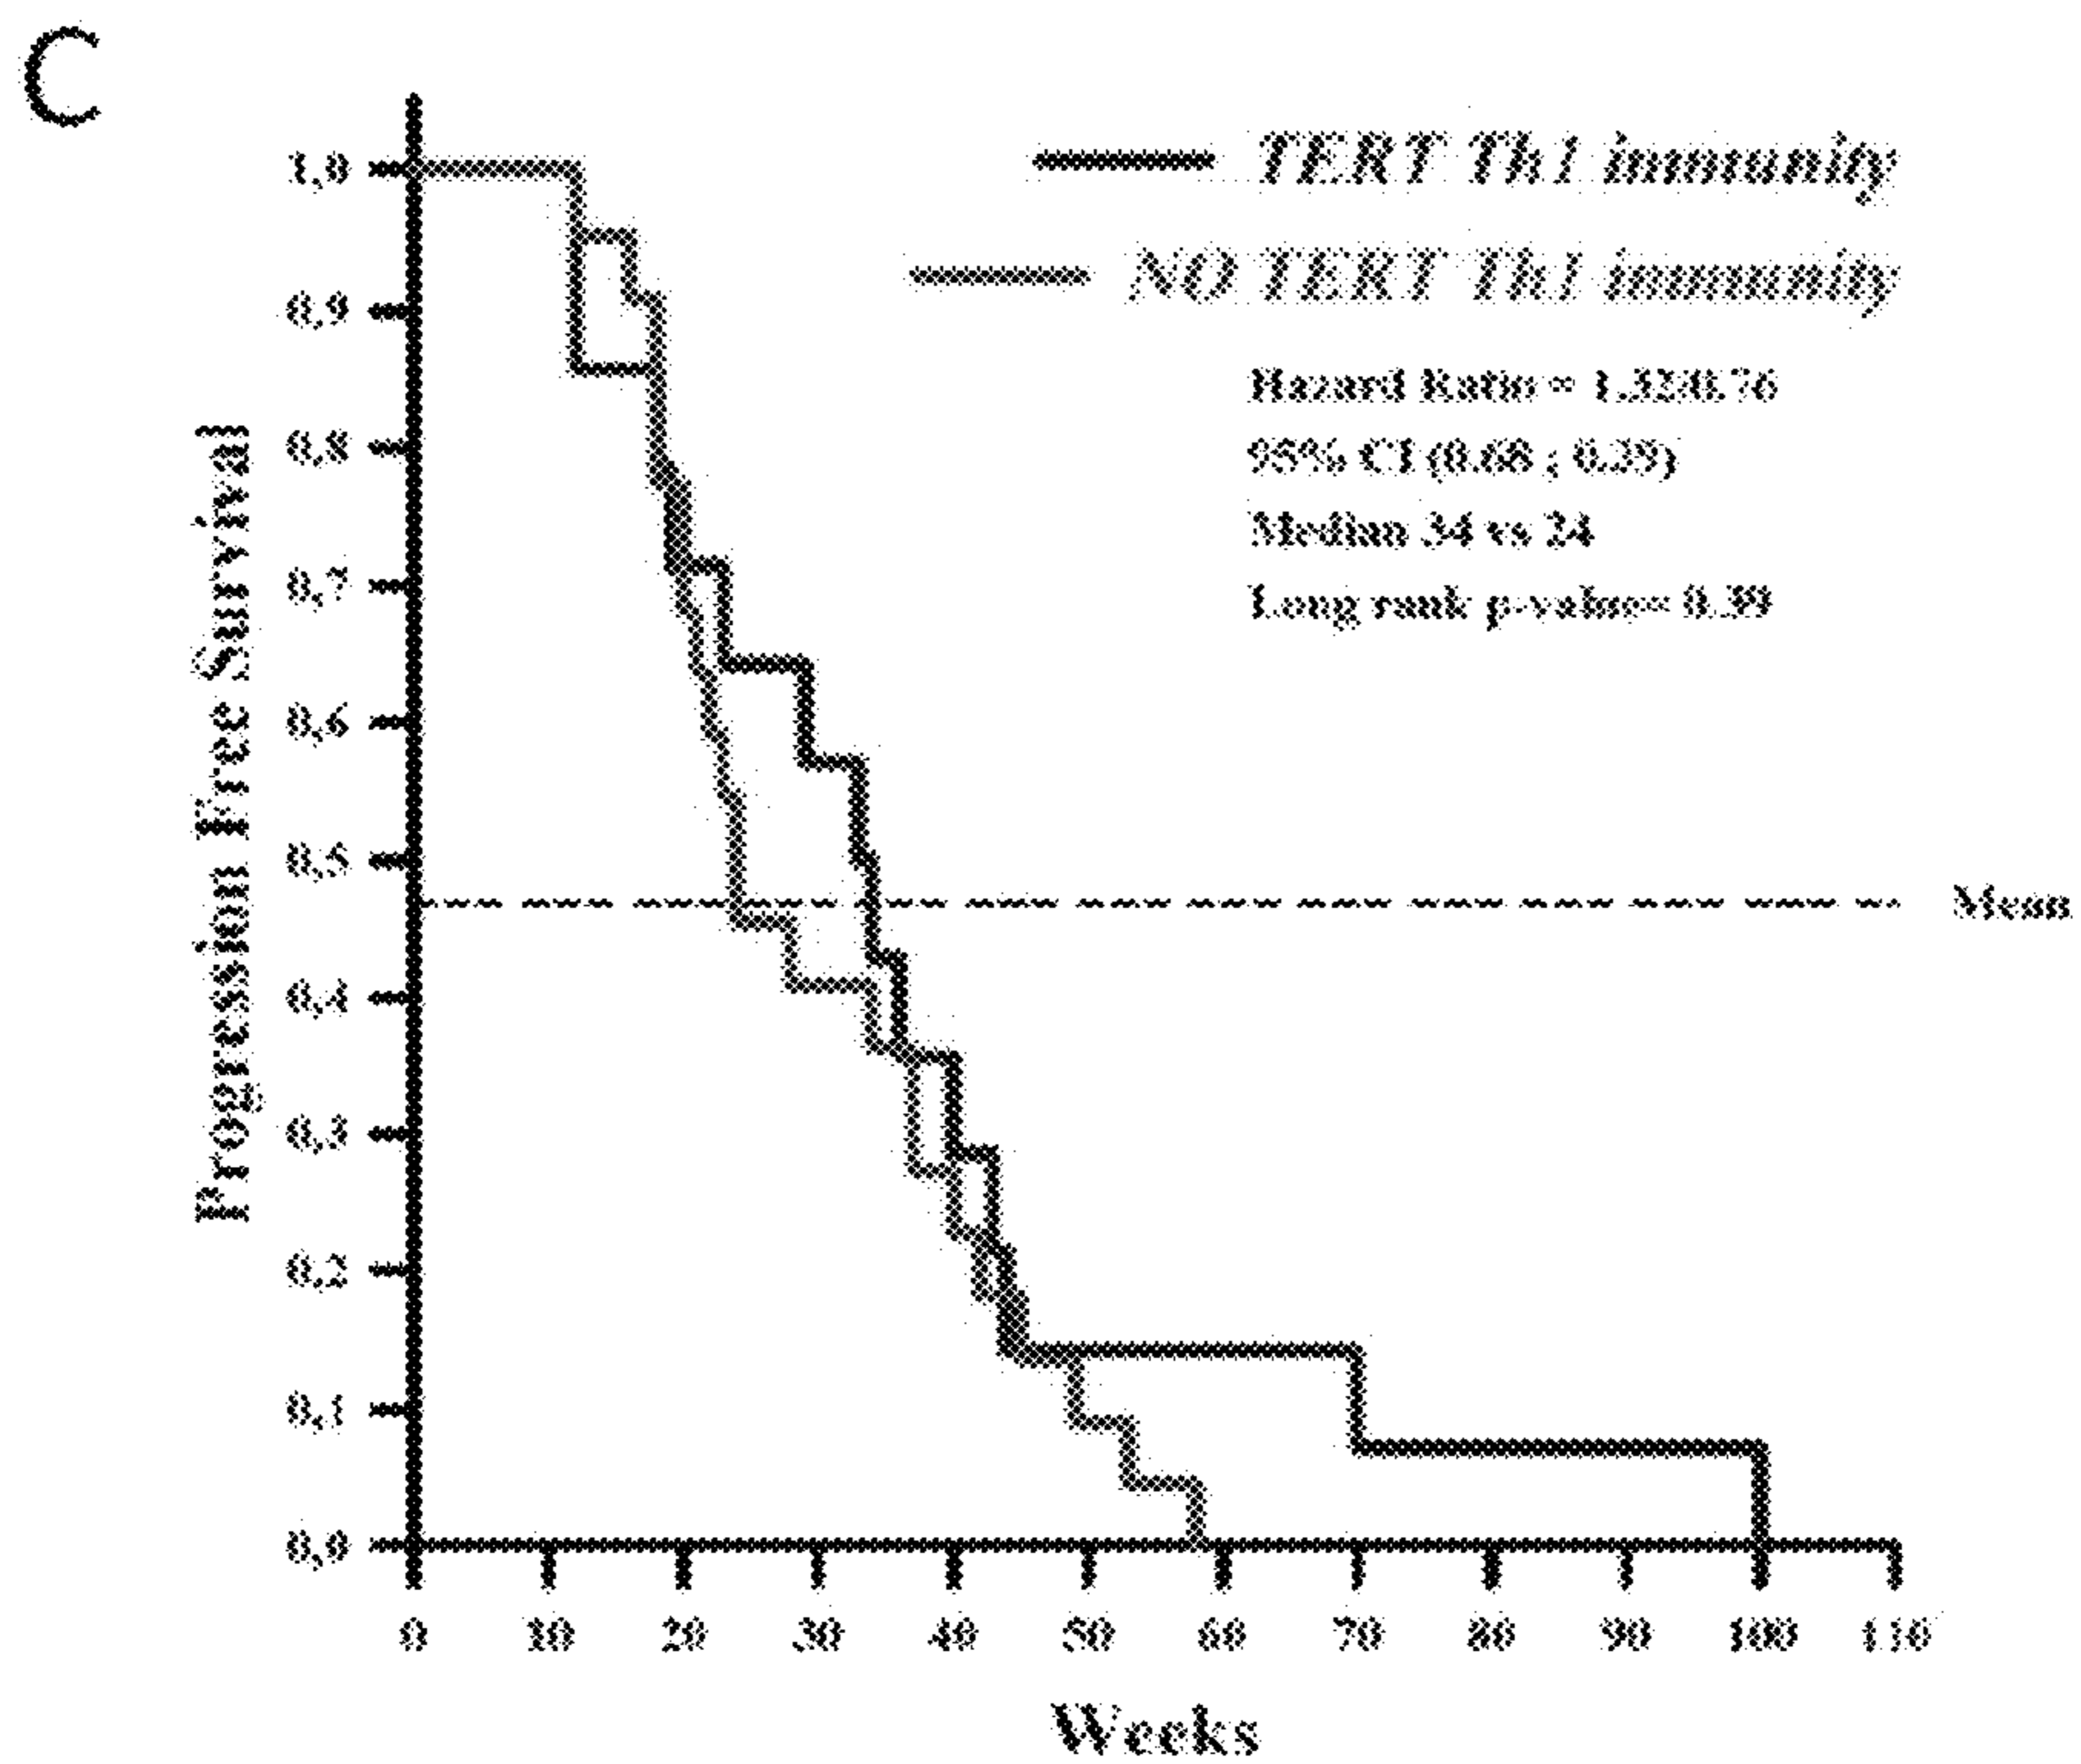 C
TERT Th1 immunity
NO TERT Th1 immunity
Hazard Ratio = 1.32/0.76
95% CI (0.68 ; 0.39)
Median 34 vs 24
Long rank p-value= 0.39
Progression Free Survival
1,0
0,9
0,8
0,7
0,6
0,5
0,4
0,3
0,2
0,1
0,0
Mean
0 10 20 30 40 50 60 70 80 90 100 110
Weeks